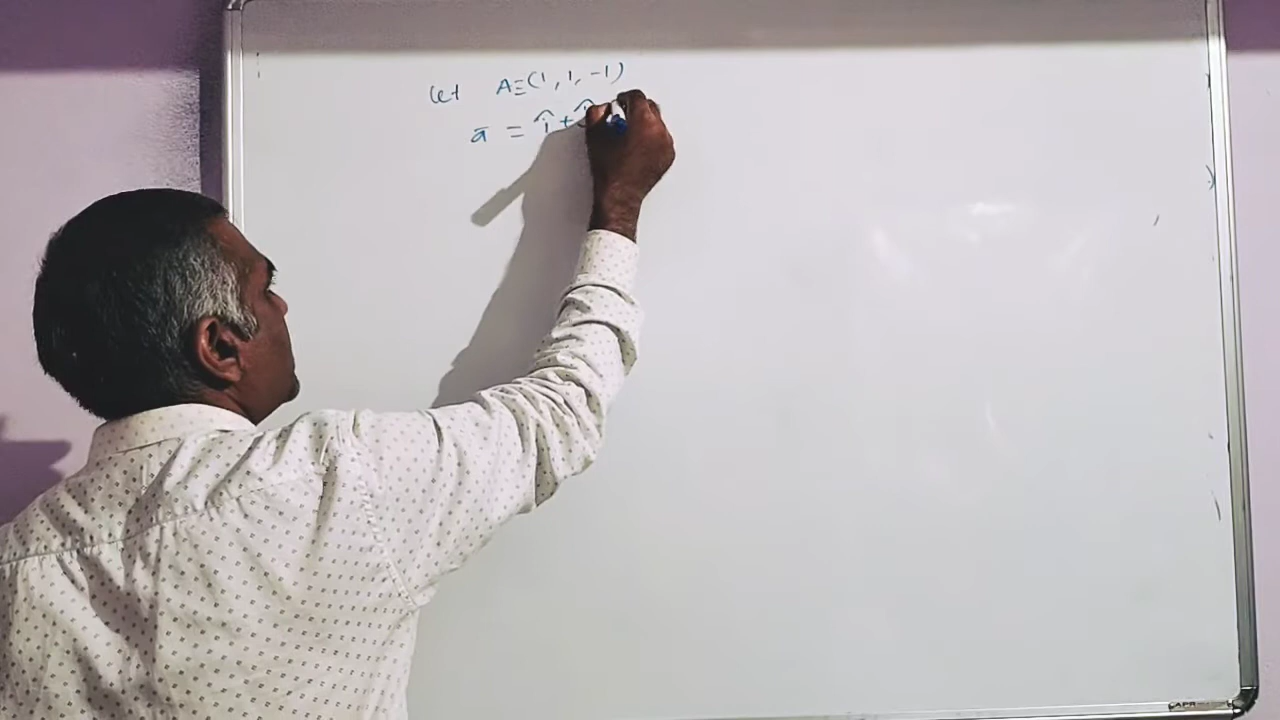 let A≡(1, 1, -1)
ā = î + ĵ